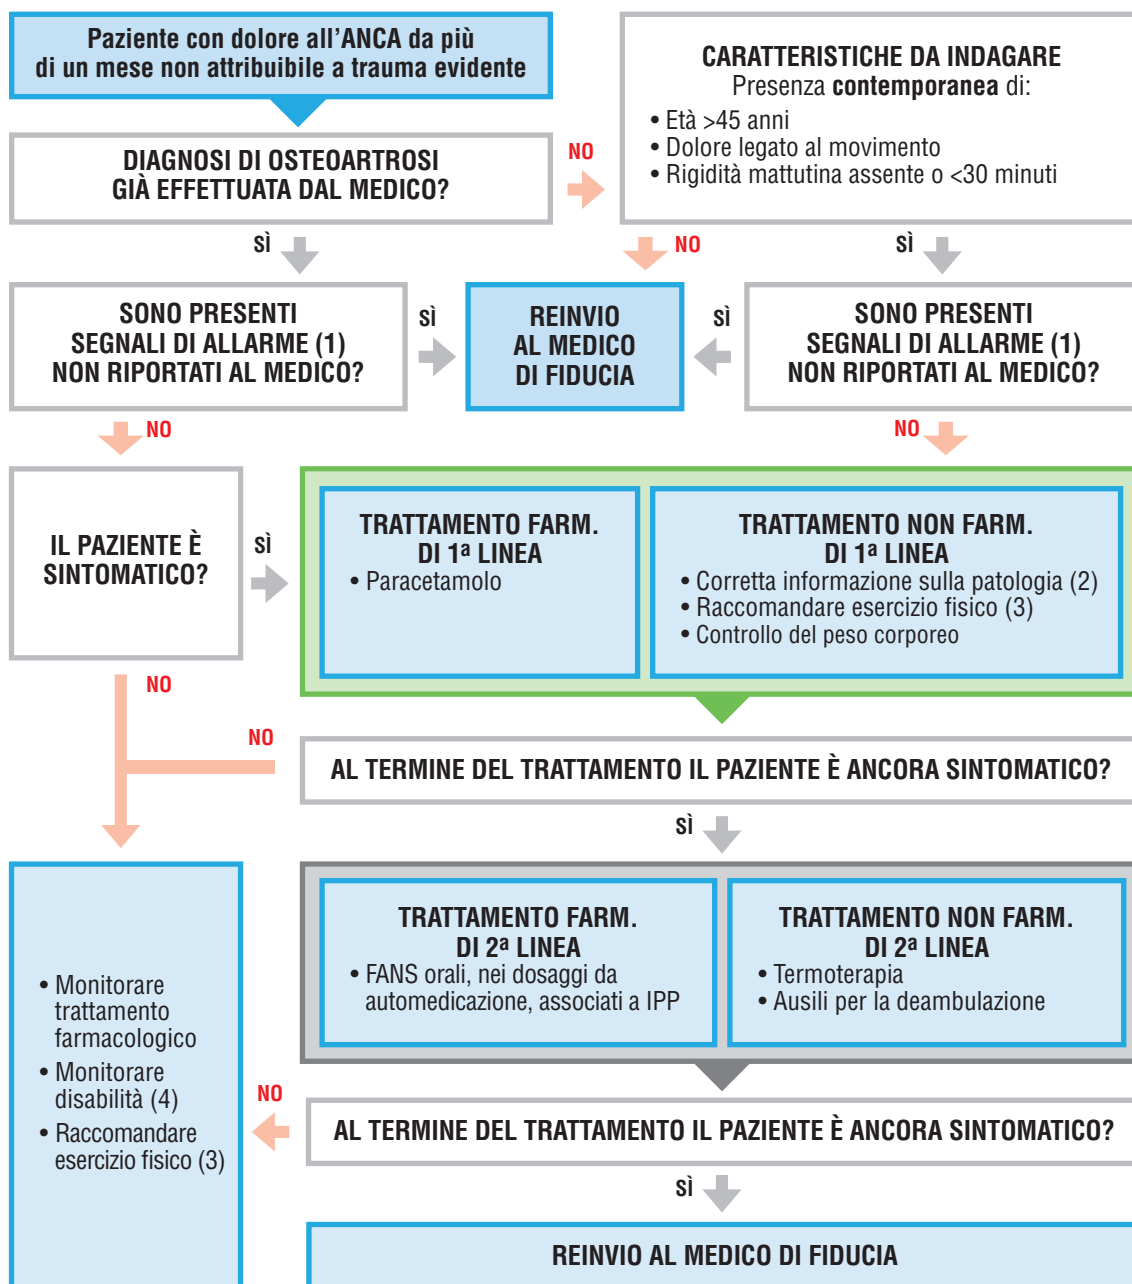 Paziente con dolore all’ANCA da più
di un mese non attribuibile a trauma evidente
CARATTERISTICHE DA INDAGARE
Presenza contemporanea di:
• Età >45 anni
• Dolore legato al movimento
• Rigidità mattutina assente o <30 minuti
DIAGNOSI DI OSTEOARTROSI
GIÀ EFFETTUATA DAL MEDICO?
NO
SÌ
NO
SÌ
SONO PRESENTI
SEGNALI DI ALLARME (1)
NON RIPORTATI AL MEDICO?
SÌ
REINVIO
AL MEDICO
DI FIDUCIA
SÌ
SONO PRESENTI
SEGNALI DI ALLARME (1)
NON RIPORTATI AL MEDICO?
NO
NO
IL PAZIENTE È
SINTOMATICO?
SÌ
TRATTAMENTO FARM.
DI 1ª LINEA
• Paracetamolo
TRATTAMENTO NON FARM.
DI 1ª LINEA
• Corretta informazione sulla patologia (2)
• Raccomandare esercizio fisico (3)
• Controllo del peso corporeo
NO
NO
AL TERMINE DEL TRATTAMENTO IL PAZIENTE È ANCORA SINTOMATICO?
SÌ
TRATTAMENTO FARM.
DI 2ª LINEA
• FANS orali, nei dosaggi da
automedicazione, associati a IPP
TRATTAMENTO NON FARM.
DI 2ª LINEA
• Termoterapia
• Ausili per la deambulazione
• Monitorare
trattamento
farmacologico
• Monitorare
disabilità (4)
• Raccomandare
esercizio fisico (3)
NO
AL TERMINE DEL TRATTAMENTO IL PAZIENTE È ANCORA SINTOMATICO?
SÌ
REINVIO AL MEDICO DI FIDUCIA